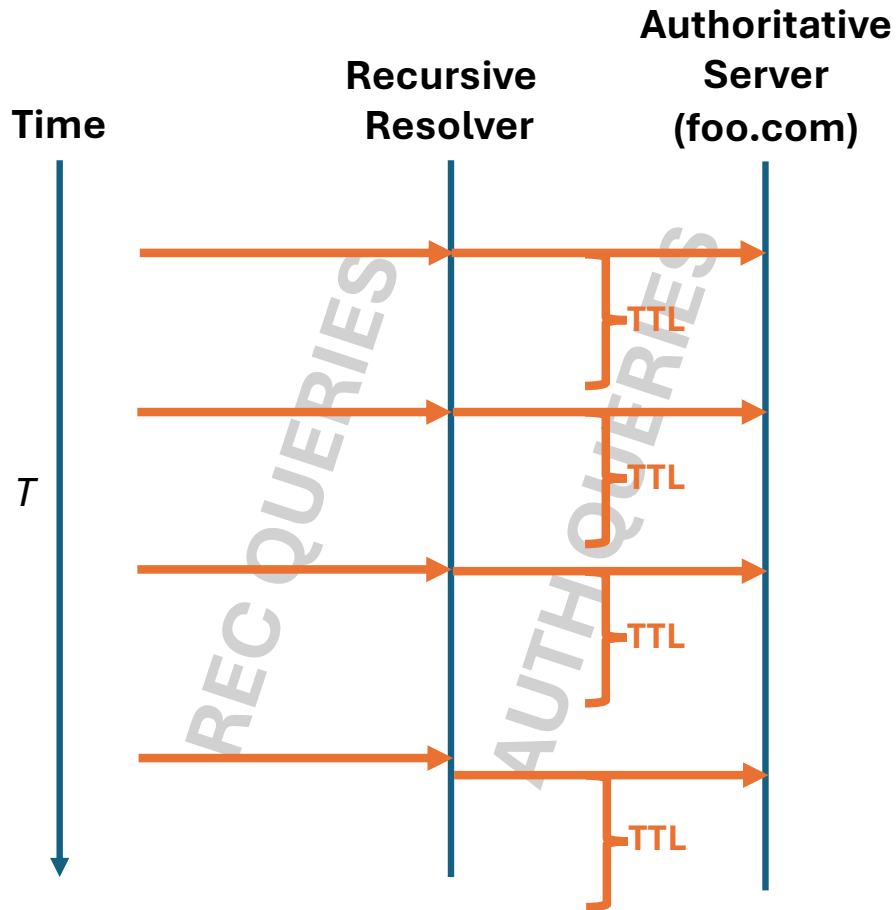 Time
Recursive
Resolver
Authoritative
Server
(foo.com)
REC QUERIES
AUTH QUERIES
TTL
TTL
T
TTL
TTL